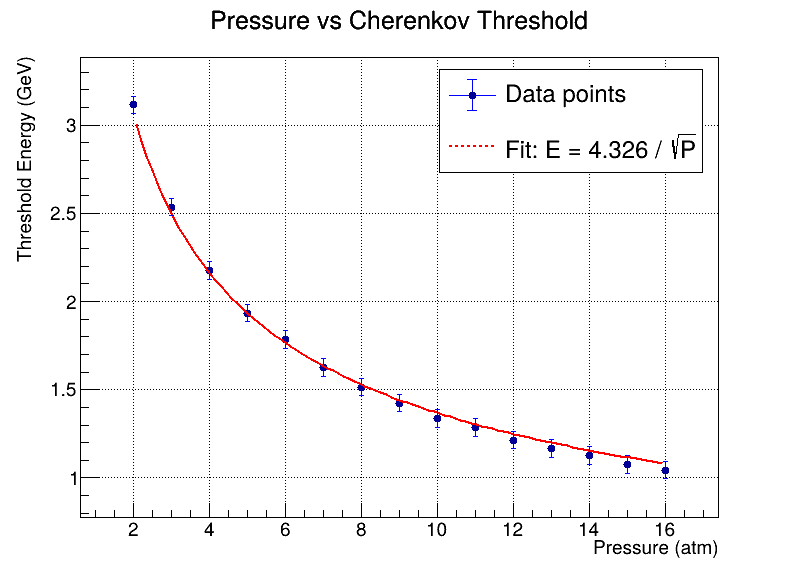 Pressure vs Cherenkov Threshold
Threshold Energy (GeV)
3
2.5
2
1.5
1
Data points
Fit: E = 4.326 / √P
2 4 6 8 10 12 14 16
Pressure (atm)